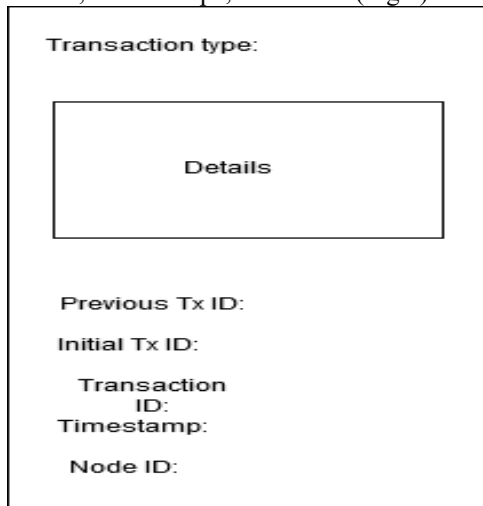 Transaction type:
Details
Previous Tx ID:
Initial Tx ID:
Transaction
ID:
Timestamp:
Node ID: